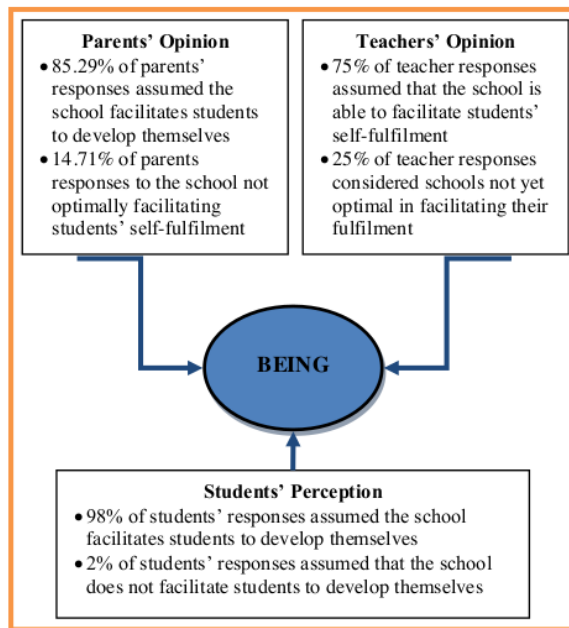 Parents' Opinion
• 85.29% of parents'
responses assumed the
school facilitates students
to develop themselves
• 14.71% of parents
responses to the school not
optimally facilitating
students' self-fulfilment
Teachers' Opinion
• 75% of teacher responses
assumed that the school is
able to facilitate students'
self-fulfilment
• 25% of teacher responses
considered schools not yet
optimal in facilitating their
fulfilment
BEING
Students' Perception
• 98% of students' responses assumed the school
facilitates students to develop themselves
• 2% of students' responses assumed that the school
does not facilitate students to develop themselves